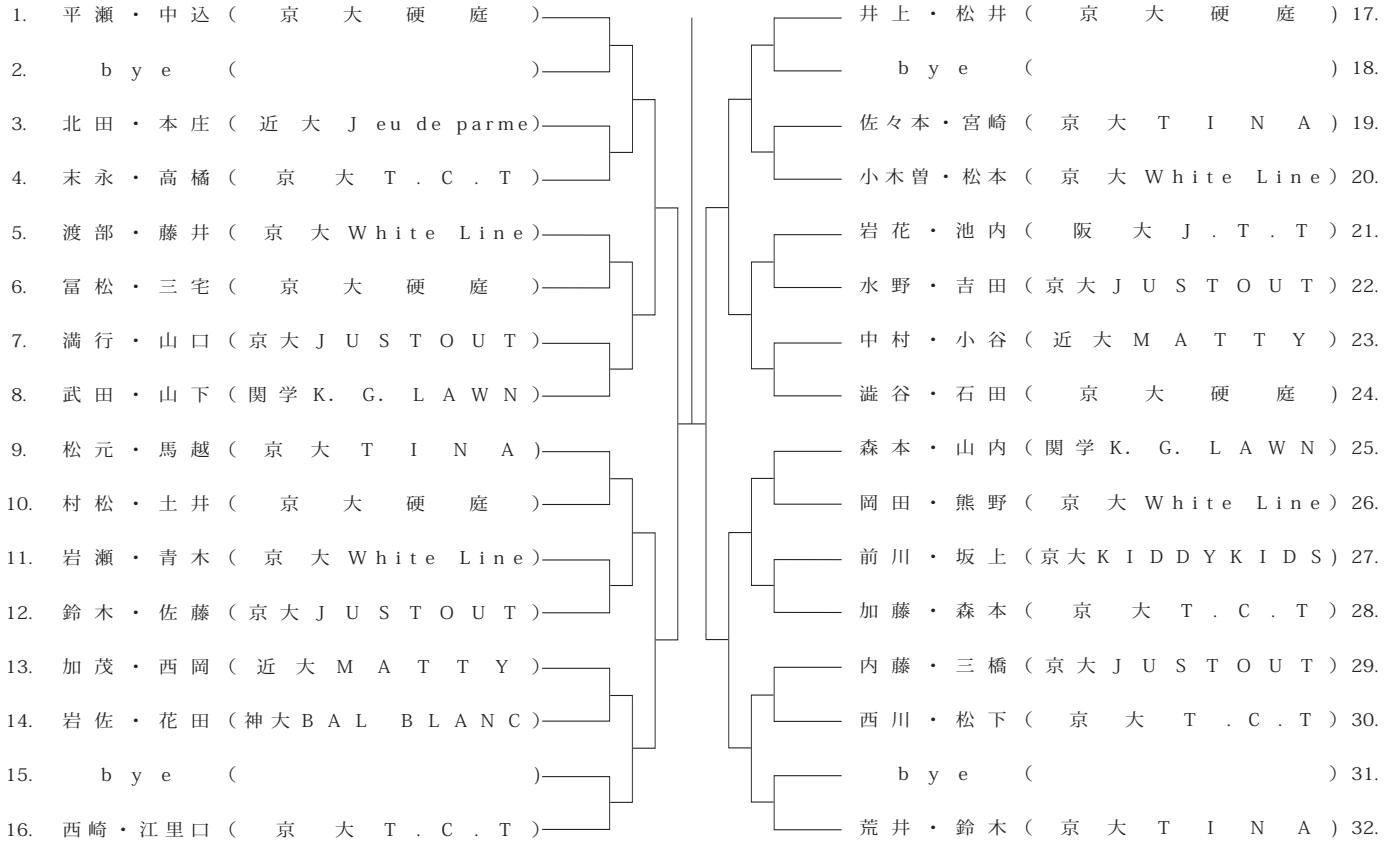 1. 平瀬・中込(京大硬庭)
2. bye ( )
3. 北田・本庄(近大Jeu de parme)
4. 末永・高橘(京大T.C.T)
5. 渡部・藤井(京大White Line)
6. 冨松・三宅(京大硬庭)
7. 満行・山口(京大JUSTOUT)
8. 武田・山下(関学K. G. LAWN)
9. 松元・馬越(京大TINA)
10. 村松・土井(京大硬庭)
11. 岩瀬・青木(京大White Line)
12. 鈴木・佐藤(京大JUSTOUT)
13. 加茂・西岡(近大MATTY)
14. 岩佐・花田(神大BAL BLANC)
15. bye ( )
16. 西崎・江里口(京大T.C.T)
井上・松井(京大硬庭) 17.
bye ( ) 18.
佐々本・宮崎(京大TINA) 19.
小木曽・松本(京大White Line) 20.
岩花・池内(阪大J.T.T) 21.
水野・吉田(京大JUSTOUT) 22.
中村・小谷(近大MATTY) 23.
澁谷・石田(京大硬庭) 24.
森本・山内(関学K. G. LAWN) 25.
岡田・熊野(京大White Line) 26.
前川・坂上(京大KIDDYKIDS) 27.
加藤・森本(京大T.C.T) 28.
内藤・三橋(京大JUSTOUT) 29.
西川・松下(京大T.C.T) 30.
bye ( ) 31.
荒井・鈴木(京大TINA) 32.